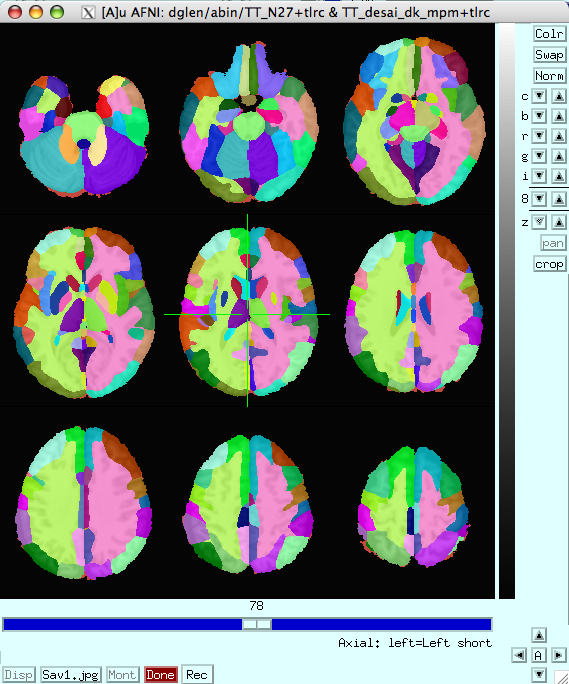 X [A]u AFNI: dglen/abin/TT_N27+tlrc & TT_desai_dk_mpm+tlrc
Colr
Swap
Norm
c
b
r
g
i
8
z
pan
crop
78
Axial: left=Left short
A
Disp Sav1.jpg Mont Done Rec